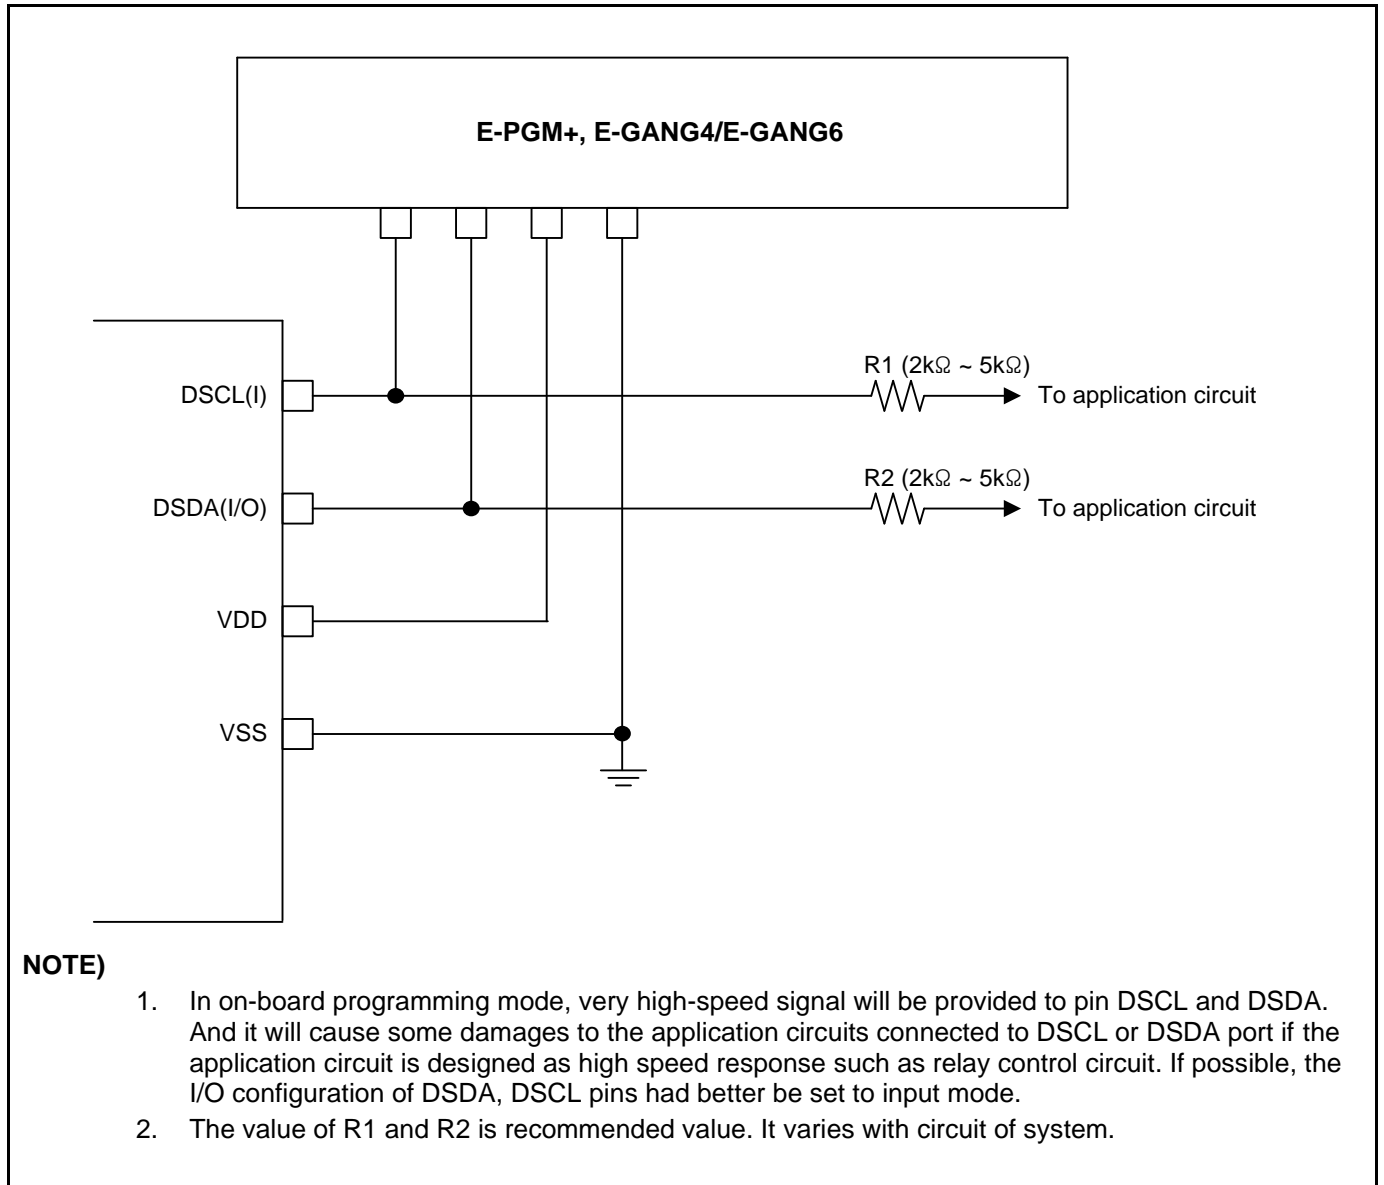 E-PGM+, E-GANG4/E-GANG6
R1 (2kΩ ~ 5kΩ)
DSCL(I)
To application circuit
R2 (2kΩ ~ 5kΩ)
DSDA(I/O)
To application circuit
VDD
VSS
NOTE)
1. In on-board programming mode, very high-speed signal will be provided to pin DSCL and DSDA.
And it will cause some damages to the application circuits connected to DSCL or DSDA port if the
application circuit is designed as high speed response such as relay control circuit. If possible, the
I/O configuration of DSDA, DSCL pins had better be set to input mode.
2. The value of R1 and R2 is recommended value. It varies with circuit of system.